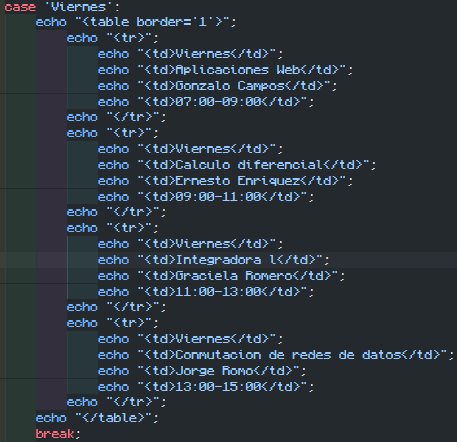 case 'Viernes':
echo "<table border='1'>";
echo "<tr>";
echo "<td>Viernes</td>";
echo "<td>Aplicaciones Web</td>";
echo "<td>Gonzalo Campos</td>";
echo "<td>07:00-09:00</td>";
echo "</tr>";
echo "<tr>";
echo "<td>Viernes</td>";
echo "<td>Calculo diferencial</td>";
echo "<td>Ernesto Enriquez</td>";
echo "<td>09:00-11:00</td>";
echo "</tr>";
echo "<tr>";
echo "<td>Viernes</td>";
echo "<td>Integradora l</td>";
echo "<td>Graciela Romero</td>";
echo "<td>11:00-13:00</td>";
echo "</tr>";
echo "<tr>";
echo "<td>Viernes</td>";
echo "<td>Conmutacion de redes de datos</td>";
echo "<td>Jorge Romo</td>";
echo "<td>13:00-15:00</td>";
echo "</tr>";
echo "</table>";
break;